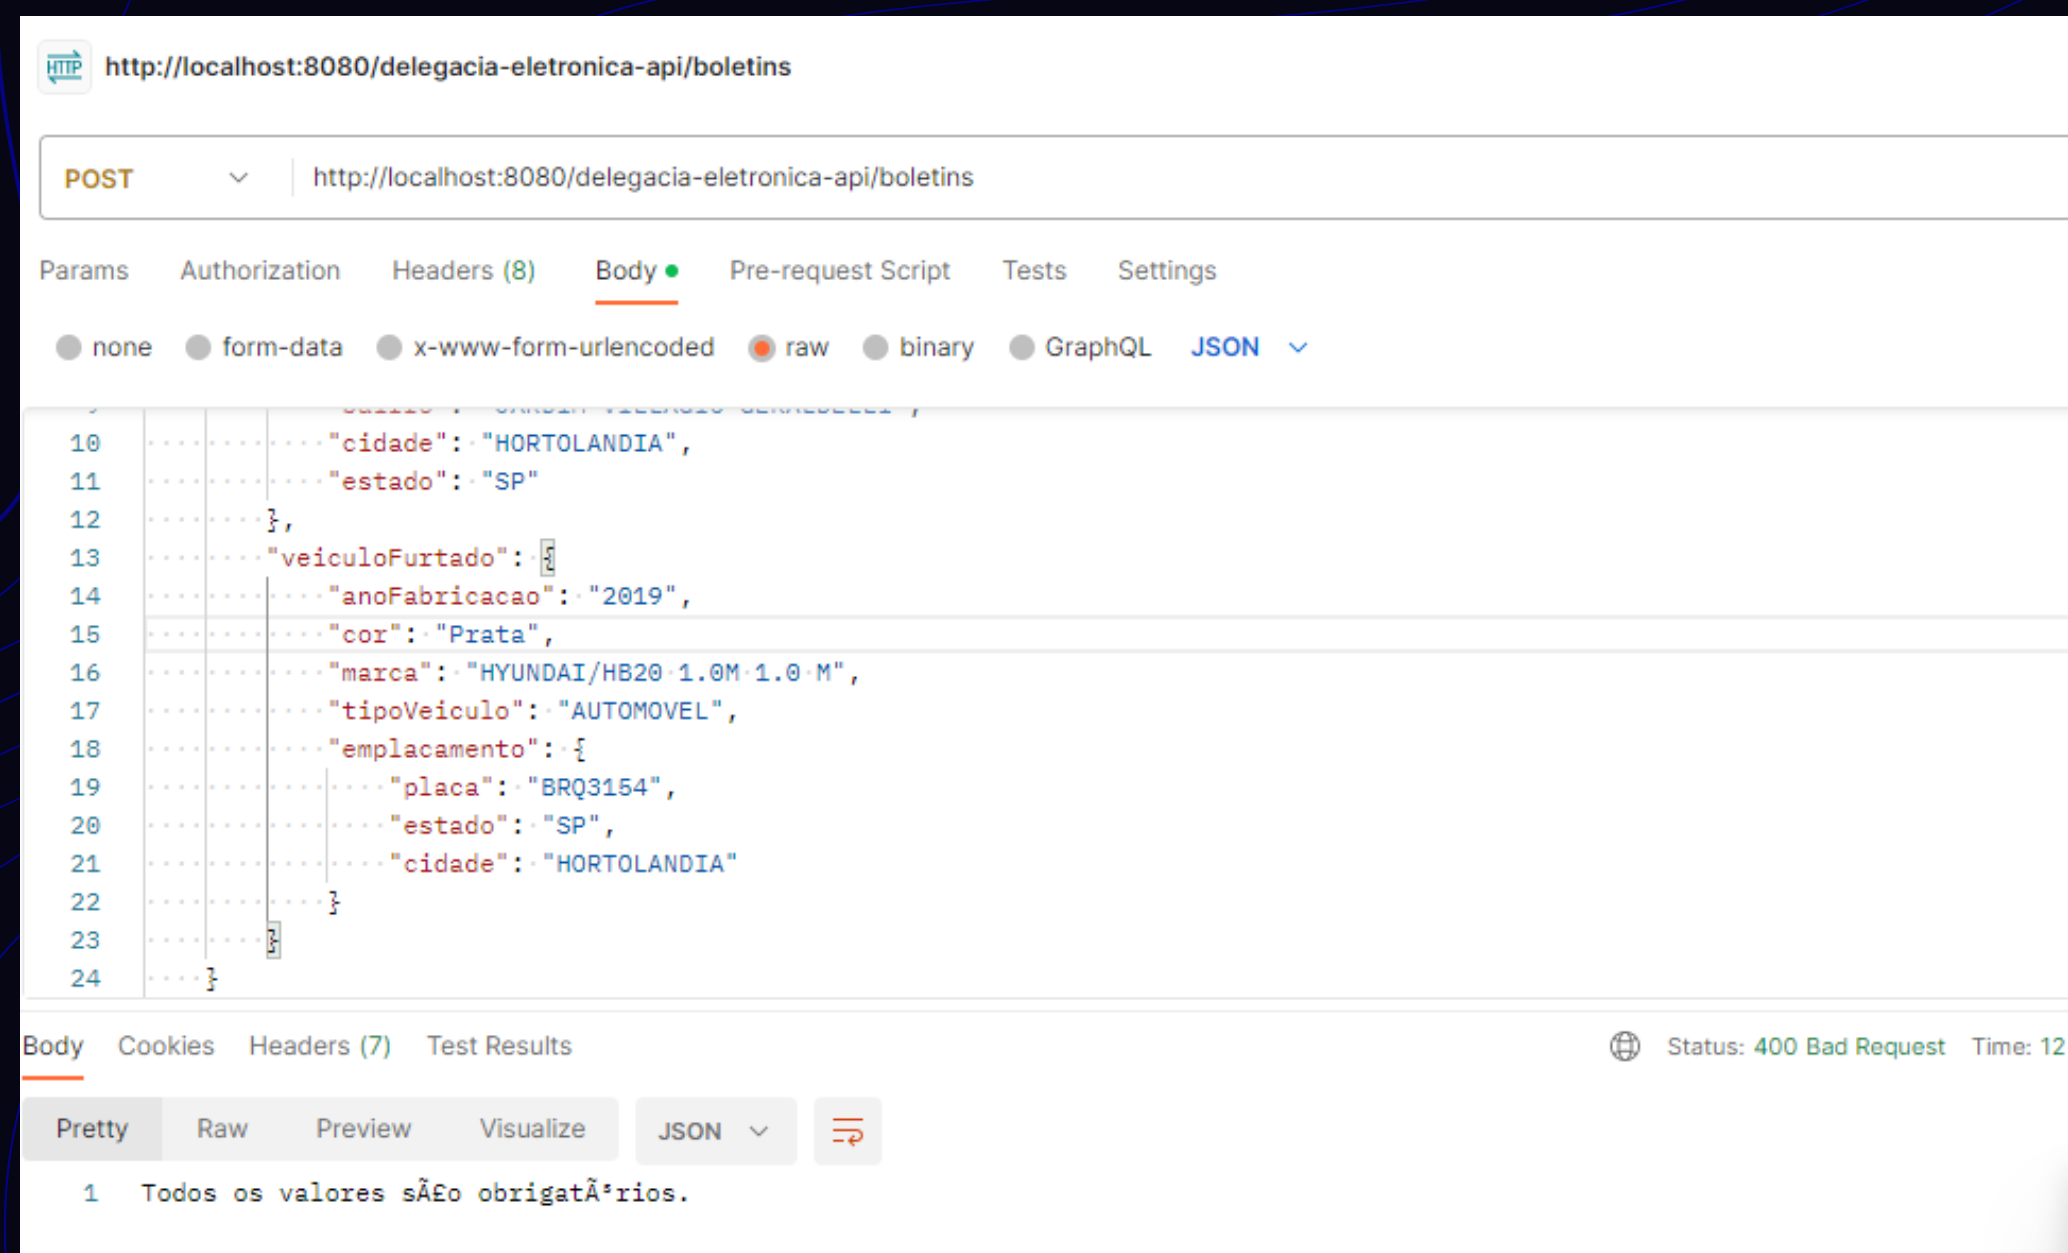 HTTP http://localhost:8080/delegacia-eletronica-api/boletins
POST http://localhost:8080/delegacia-eletronica-api/boletins
Params Authorization Headers (8) Body Pre-request Script Tests Settings
none form-data x-www-form-urlencoded raw binary GraphQL JSON
10 "cidade": "HORTOLANDIA",
11 "estado": "SP"
12 },
13 "veiculoFurtado": {
14 "anoFabricacao": "2019",
15 "cor": "Prata",
16 "marca": "HYUNDAI/HB20 1.0M 1.0 M",
17 "tipoVeiculo": "AUTOMOVEL",
18 "emplacamento": {
19 "placa": "BRQ3154",
20 "estado": "SP",
21 "cidade": "HORTOLANDIA"
22 }
23 }
24 }
Body Cookies Headers (7) Test Results Status: 400 Bad Request Time: 12
Pretty Raw Preview Visualize JSON
1 Todos os valores sÃ£o obrigatÃ³rios.